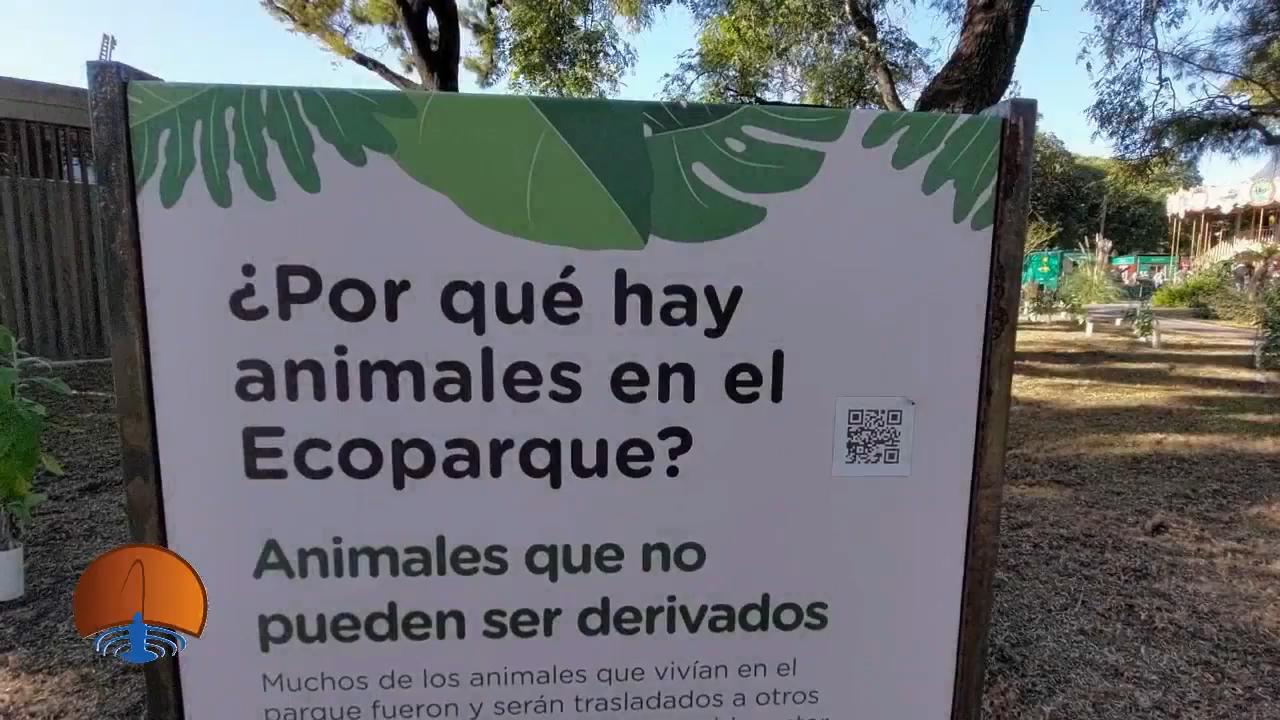 ¿Por qué hay
animales en el
Ecoparque?
Animales que no
pueden ser derivados
Muchos de los animales que vivían en el
parque fueron y serán trasladados a otros